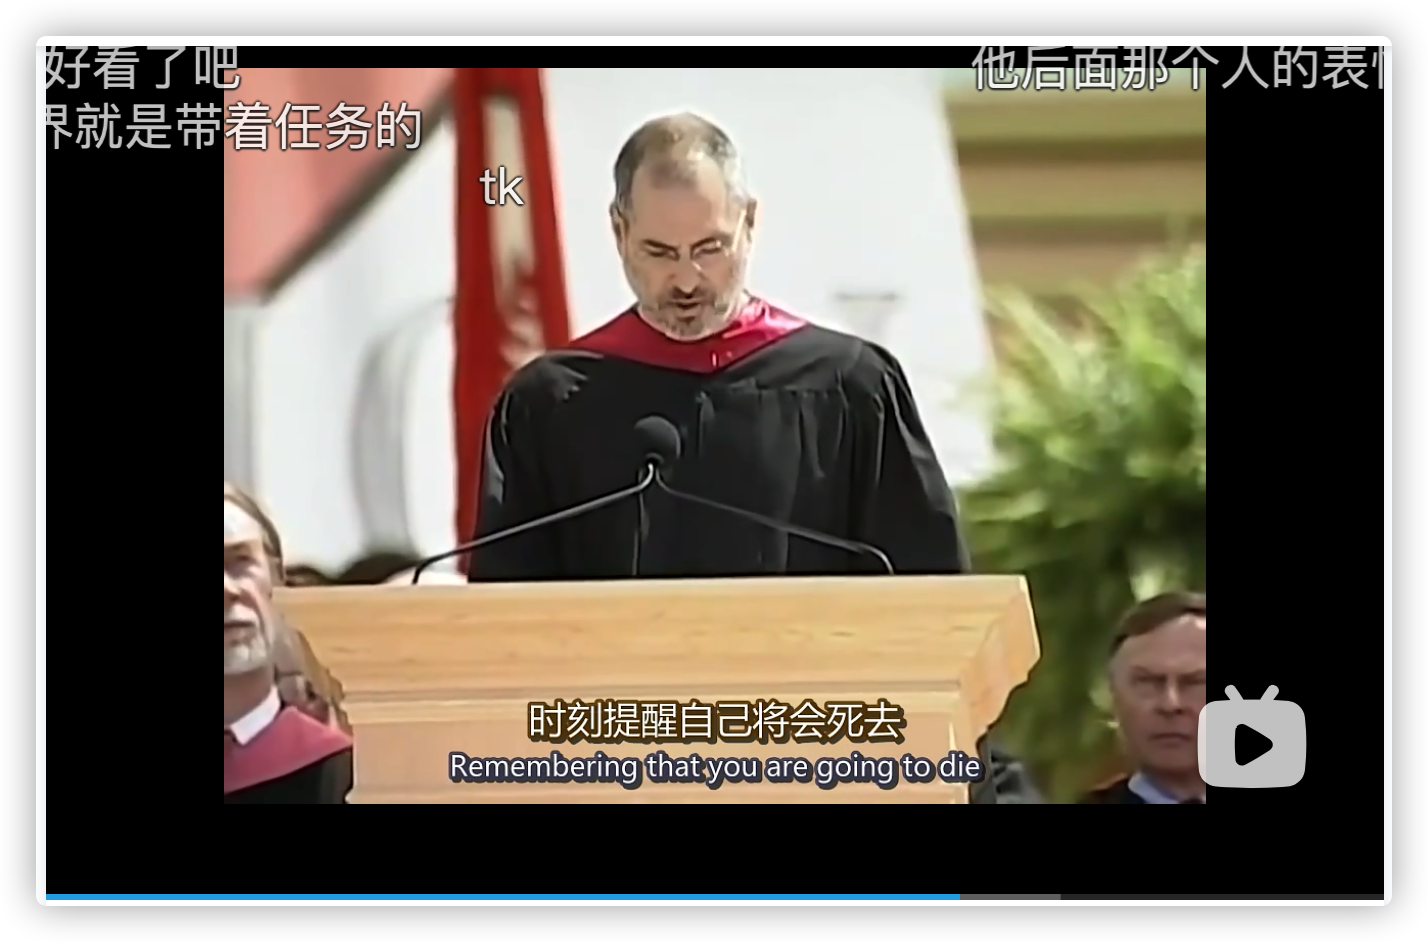 好看了吧
他后面那个人的表
界就是带着任务的
tk
时刻提醒自己将会死去
Remembering that you are going to die